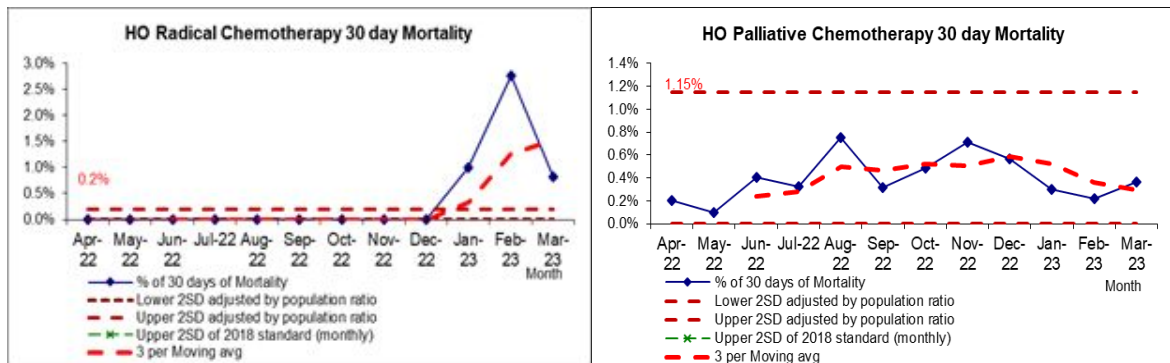 HO Radical Chemotherapy 30 day Mortality
3.0%
2.5%
2.0%
1.5%
1.0%
0.5%
0.0%
0.2%
Apr-22 May-22 Jun-22 Jul-22 Aug-22 Sep-22 Oct-22 Nov-22 Dec-22 Jan-23 Feb-23 Mar-23
Month
% of 30 days of Mortality
Lower 2SD adjusted by population ratio
Upper 2SD adjusted by population ratio
Upper 2SD of 2018 standard (monthly)
3 per Moving avg
HO Palliative Chemotherapy 30 day Mortality
1.4%
1.2%
1.0%
0.8%
0.6%
0.4%
0.2%
0.0%
1.15%
Apr-22 May-22 Jun-22 Jul-22 Aug-22 Sep-22 Oct-22 Nov-22 Dec-22 Jan-23 Feb-23 Mar-23
Month
% of 30 days of Mortality
Lower 2SD adjusted by population ratio
Upper 2SD adjusted by population ratio
Upper 2SD of 2018 standard (monthly)
3 per Moving avg